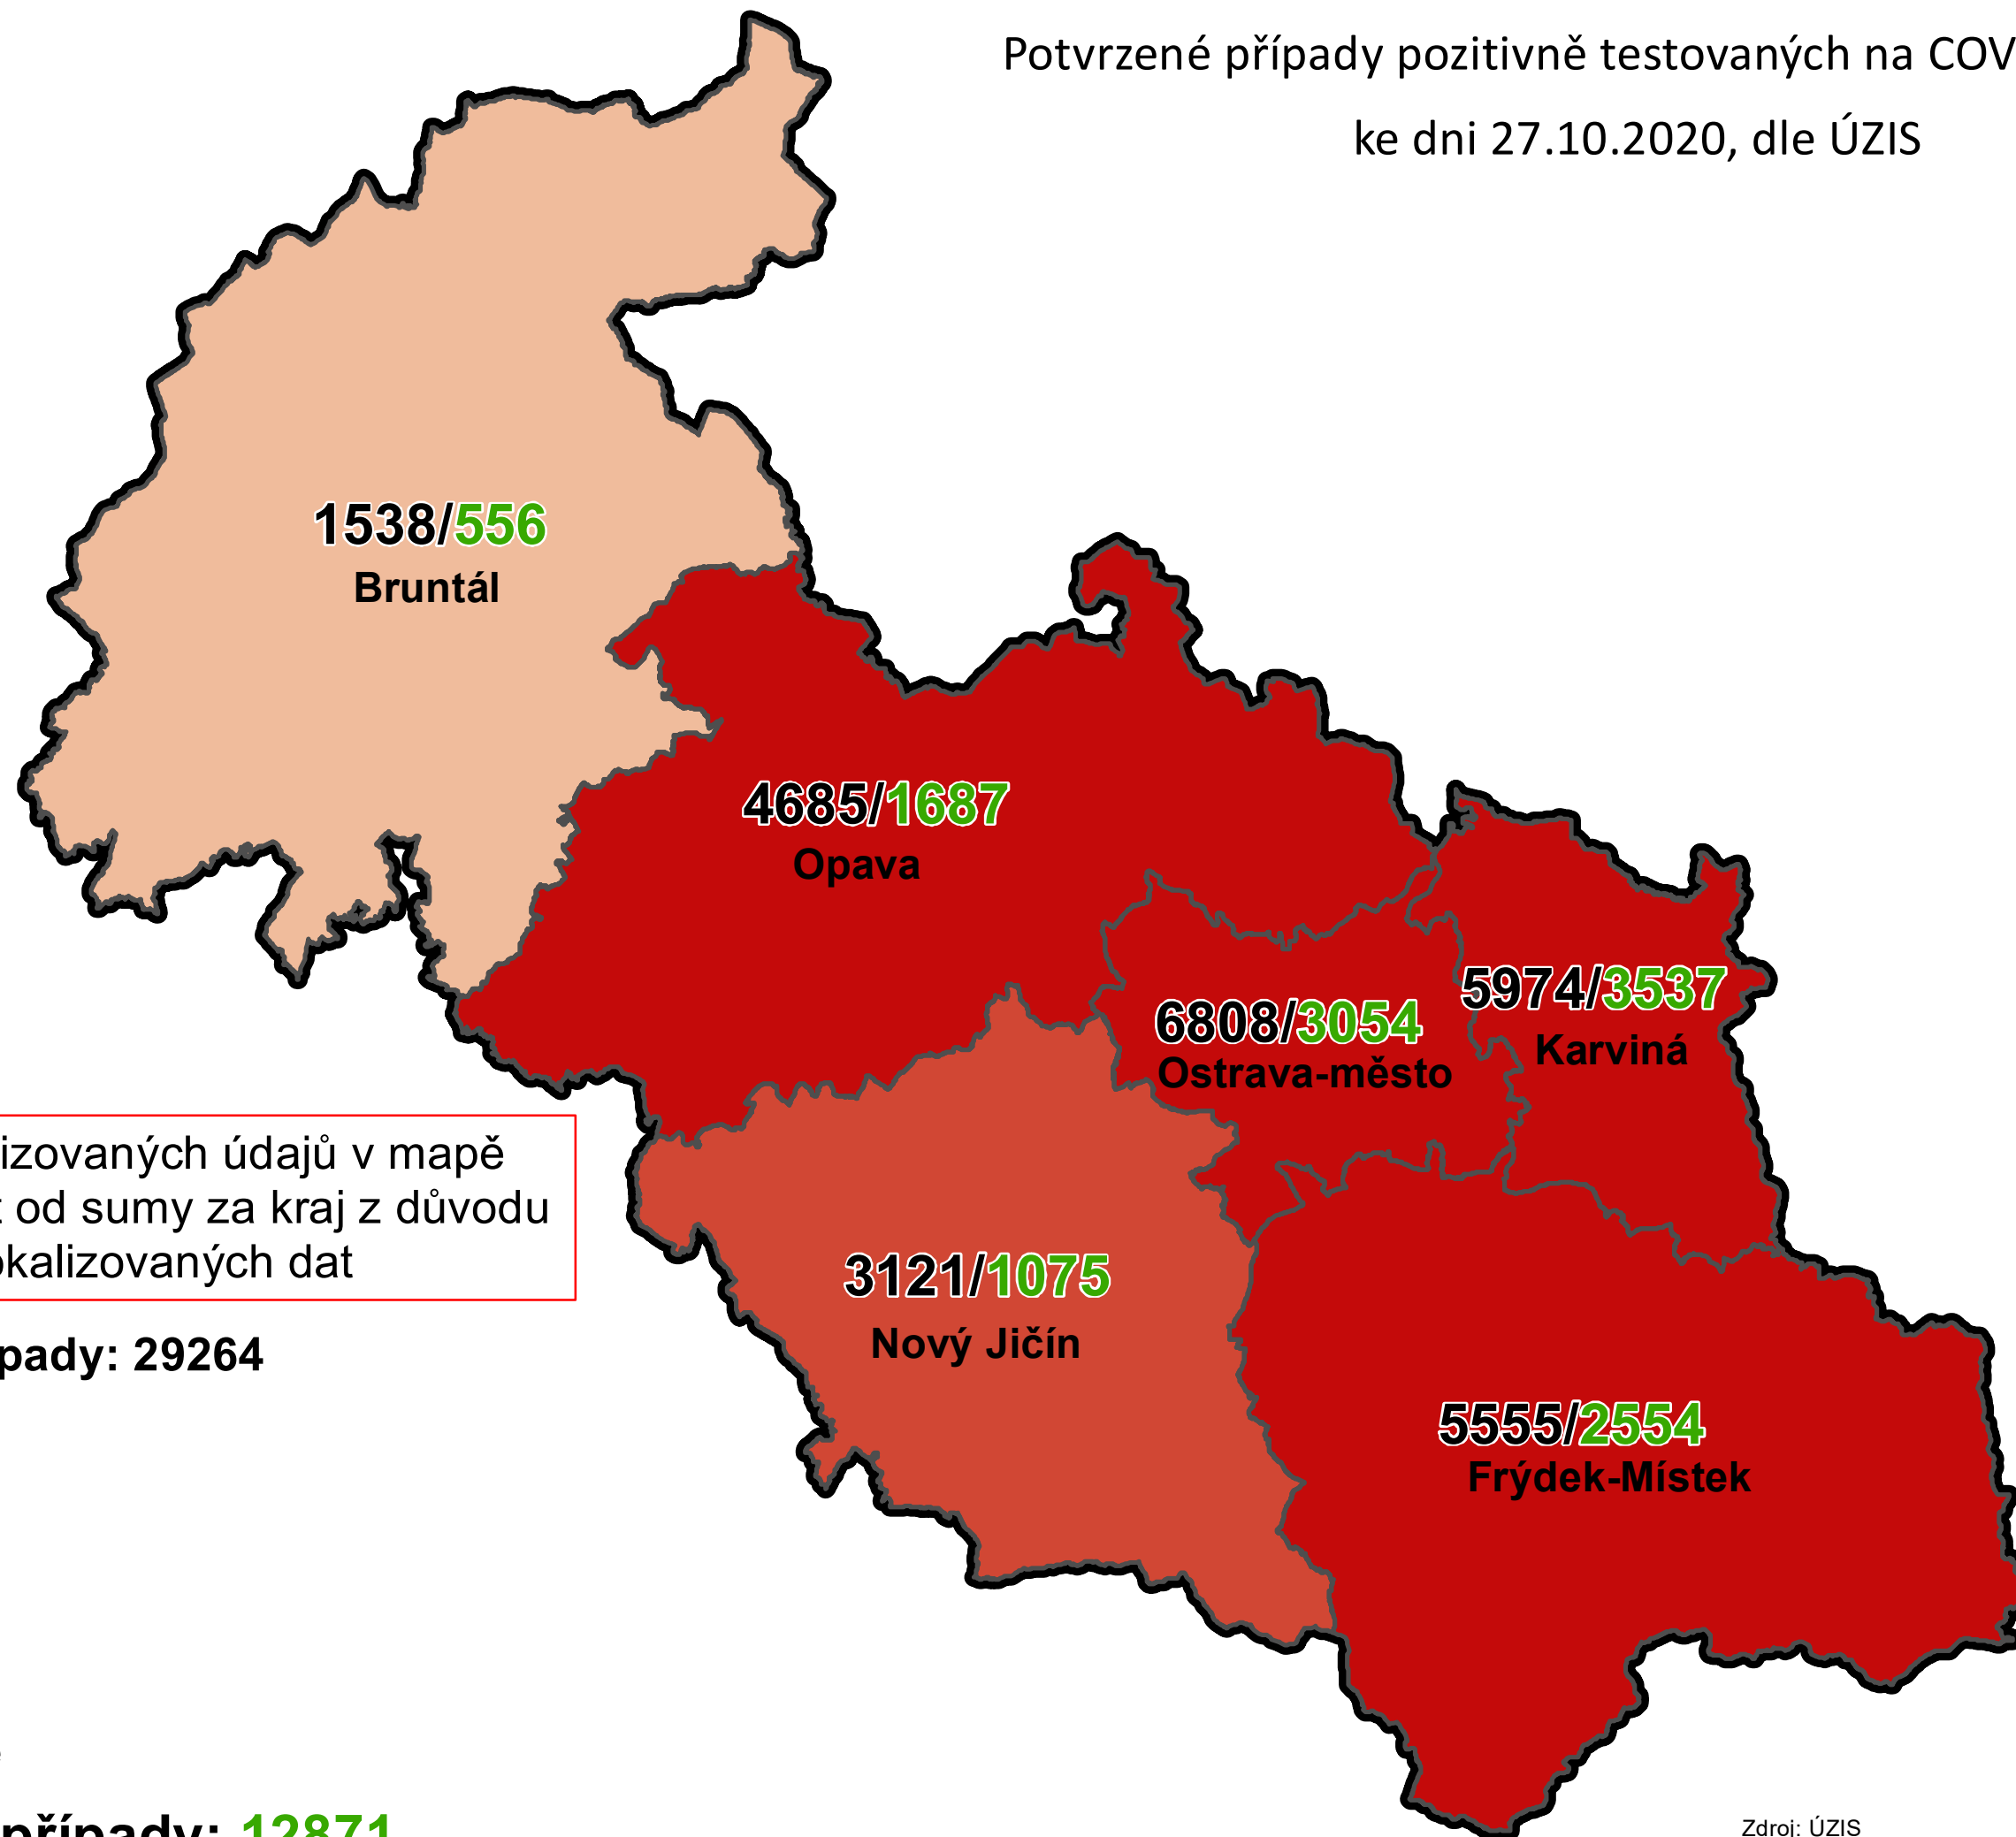 Potvrzené případy pozitivně testovaných na COV
ke dni 27.10.2020, dle ÚZIS
1538/556
Bruntál
4685/1687
Opava
5974/3537
Karviná
6808/3054
Ostrava-město
izovaných údajů v mapě
od sumy za kraj z důvodu
okalizovaných dat
3121/1075
Nový Jičín
pady: 29264
5555/2554
Frýdek-Místek
případy: 12871
Zdroj: ÚZIS